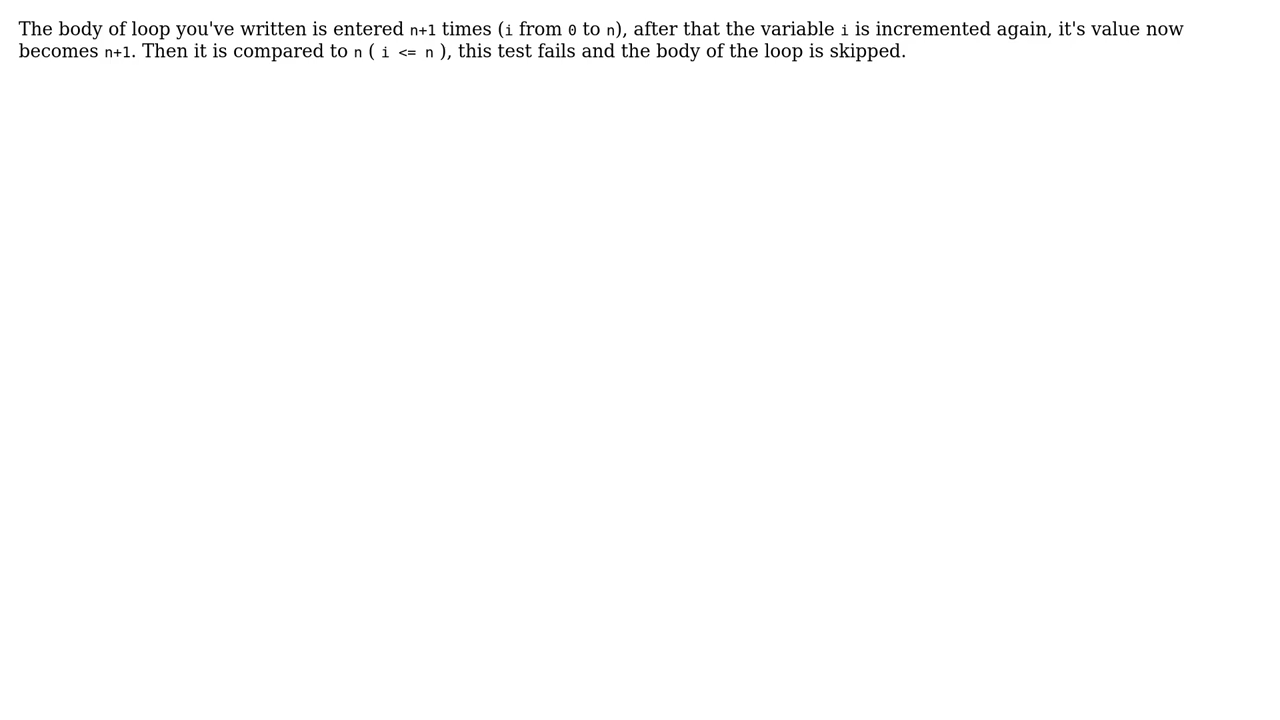 The body of loop you've written is entered n+1 times (i from 0 to n), after that the variable i is incremented again, it's value now
becomes n+1. Then it is compared to n ( i <= n ), this test fails and the body of the loop is skipped.